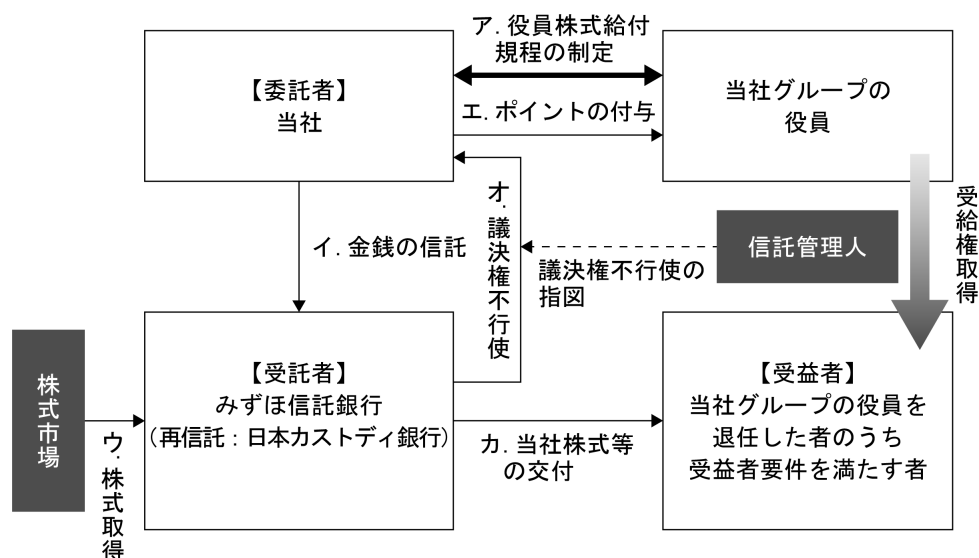 ア. 役員株式給付
規程の制定
【委託者】
当社
当社グループの
役員
エ. ポイントの付与
イ. 金銭の信託
オ. 議決権不行使
信託管理人
議決権不行使の
指図
受給権取得
株式市場
ウ. 株式取得
【受託者】
みずほ信託銀行
(再信託：日本カストディ銀行)
カ. 当社株式等
の交付
【受益者】
当社グループの役員を
退任した者のうち
受益者要件を満たす者